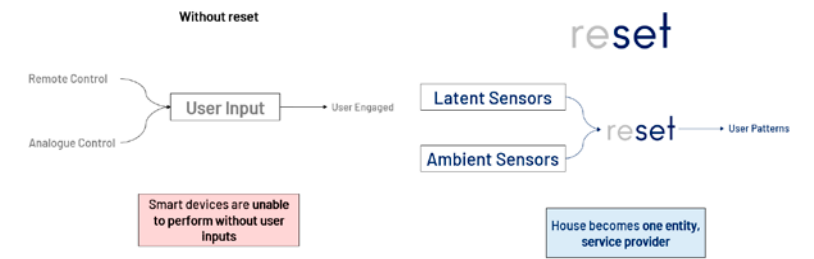 Without reset
Remote Control
User Input
User Engaged
Analogue Control
Smart devices are unable
to perform without user
inputs
reset
Latent Sensors
reset
User Patterns
Ambient Sensors
House becomes one entity,
service provider